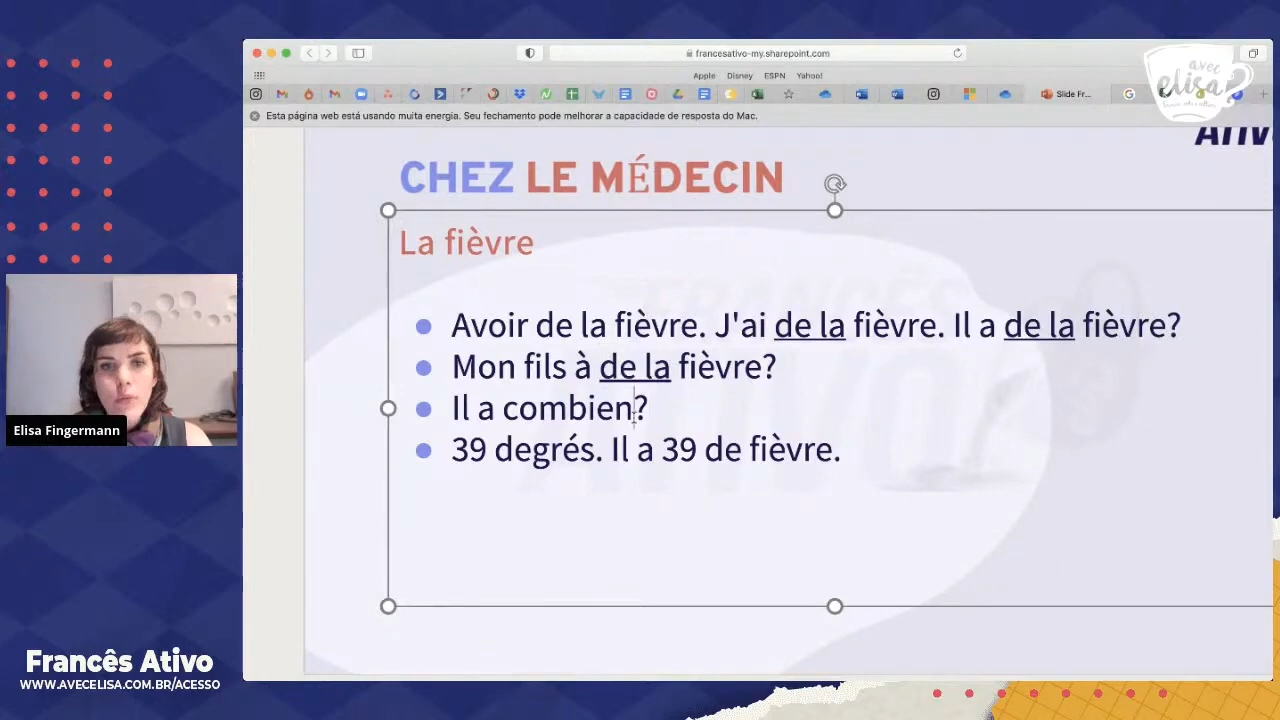 francesativo-my.sharepoint.com
Apple Disney ESPN Yahoo!
Slide Fr...
Esta página web está usando muita energia. Seu fechamento pode melhorar a capacidade de resposta do Mac.
avec
elisa
CHEZ LE MÉDECIN
La fièvre
Avoir de la fièvre. J'ai de la fièvre. Il a de la fièvre?
Mon fils à de la fièvre?
Il a combien?
39 degrés. Il a 39 de fièvre.
Elisa Fingermann
Francês Ativo
WWW.AVECELISA.COM.BR/ACESSO